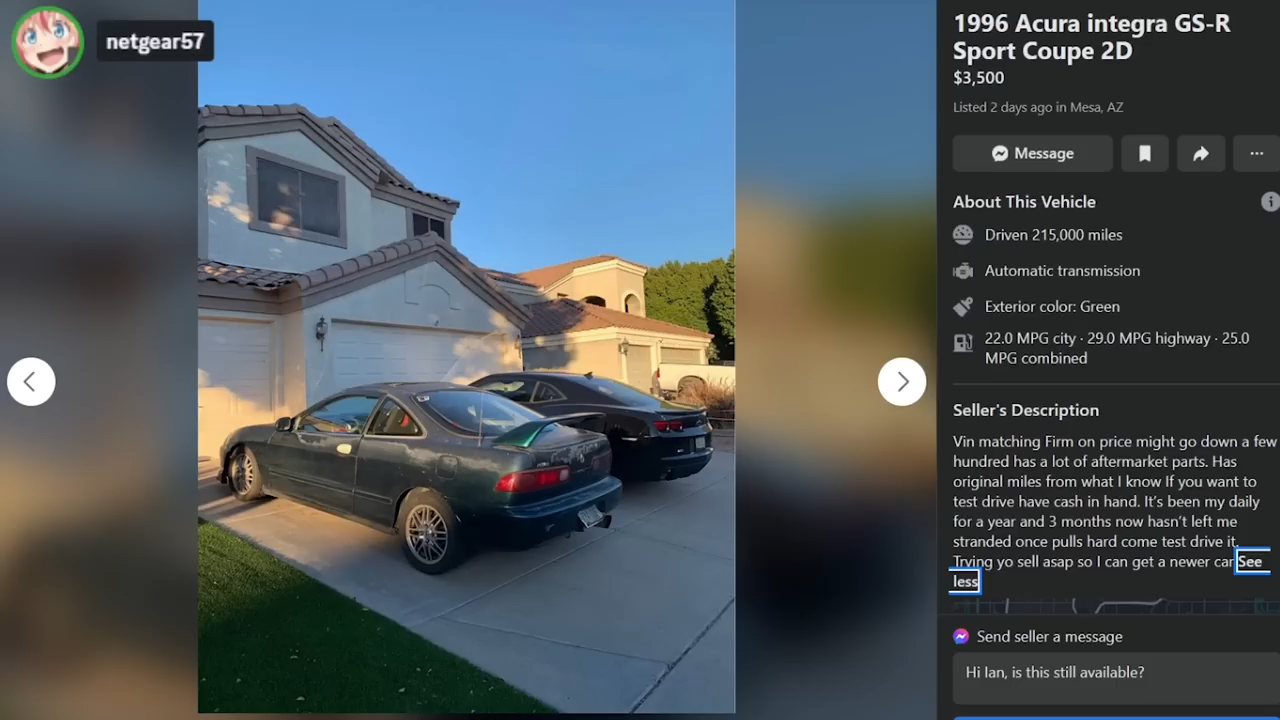 netgear57
1996 Acura integra GS-R
Sport Coupe 2D
$3,500
Listed 2 days ago in Mesa, AZ
Message
About This Vehicle
Driven 215,000 miles
Automatic transmission
Exterior color: Green
22.0 MPG city · 29.0 MPG highway · 25.0
MPG combined
Seller's Description
Vin matching Firm on price might go down a few
hundred has a lot of aftermarket parts. Has
original miles from what I know If you want to
test drive have cash in hand. It's been my daily
for a year and 3 months now hasn't left me
stranded once pulls hard come test drive it.
Trying yo sell asap so I can get a newer car See
less
Send seller a message
Hi Ian, is this still available?